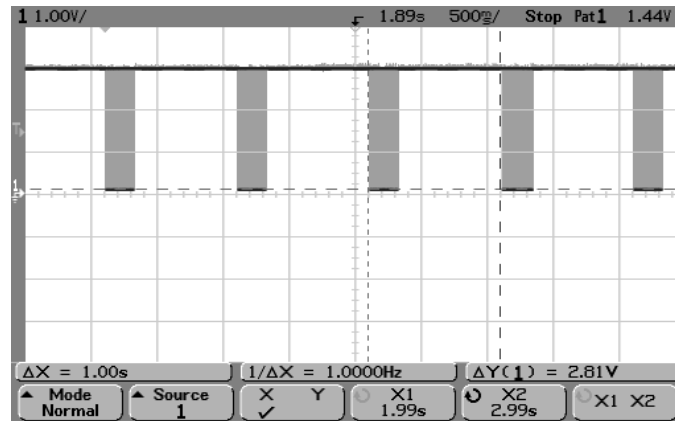 1 1.00V/ 1.89s 500ms/ Stop Pat1 1.44V
T
1
ΔX = 1.00s 1/ΔX = 1.0000Hz ΔY(1) = 2.81V
Mode Source X Y X1 X2 X1 X2
Normal 1 ✓ 1.99s 2.99s